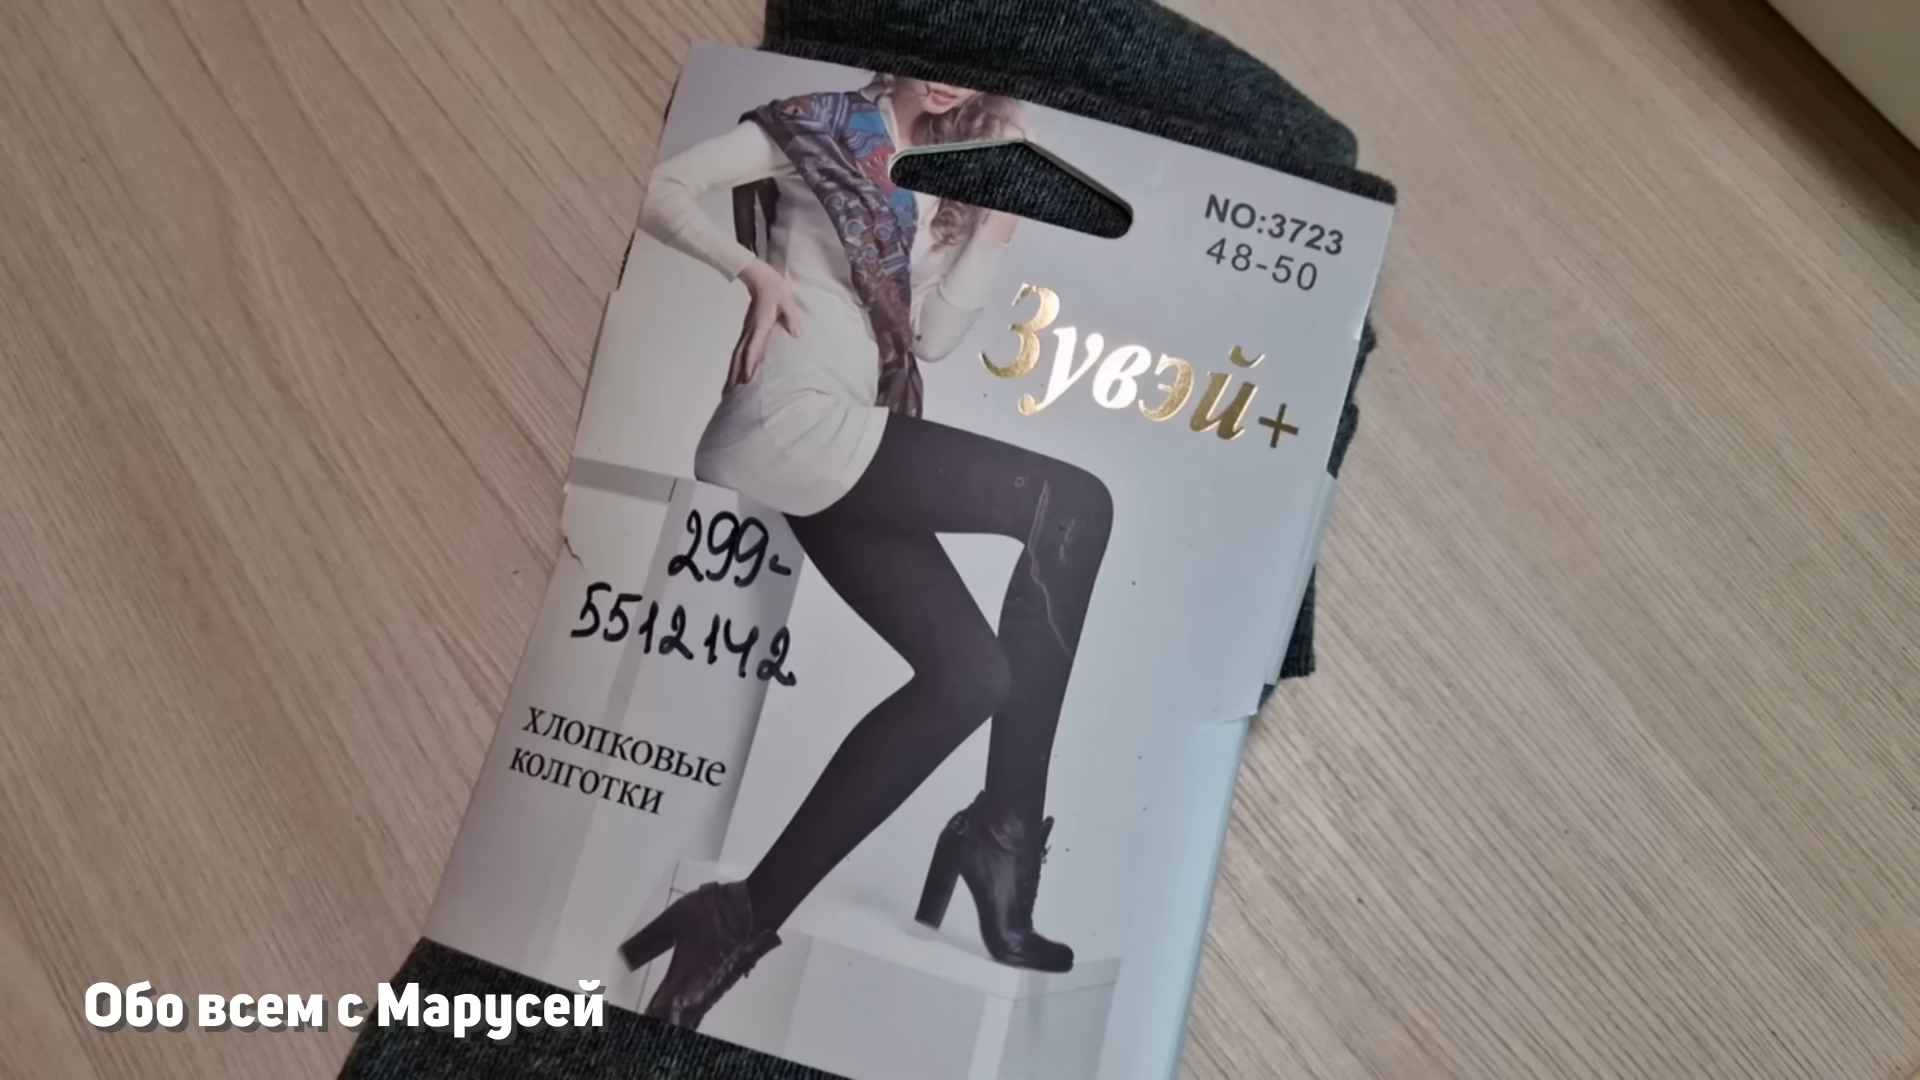 NO:3723
48-50
Зувэй+
299-
5512142
хлопковые
колготки
Обо всем с Марусей